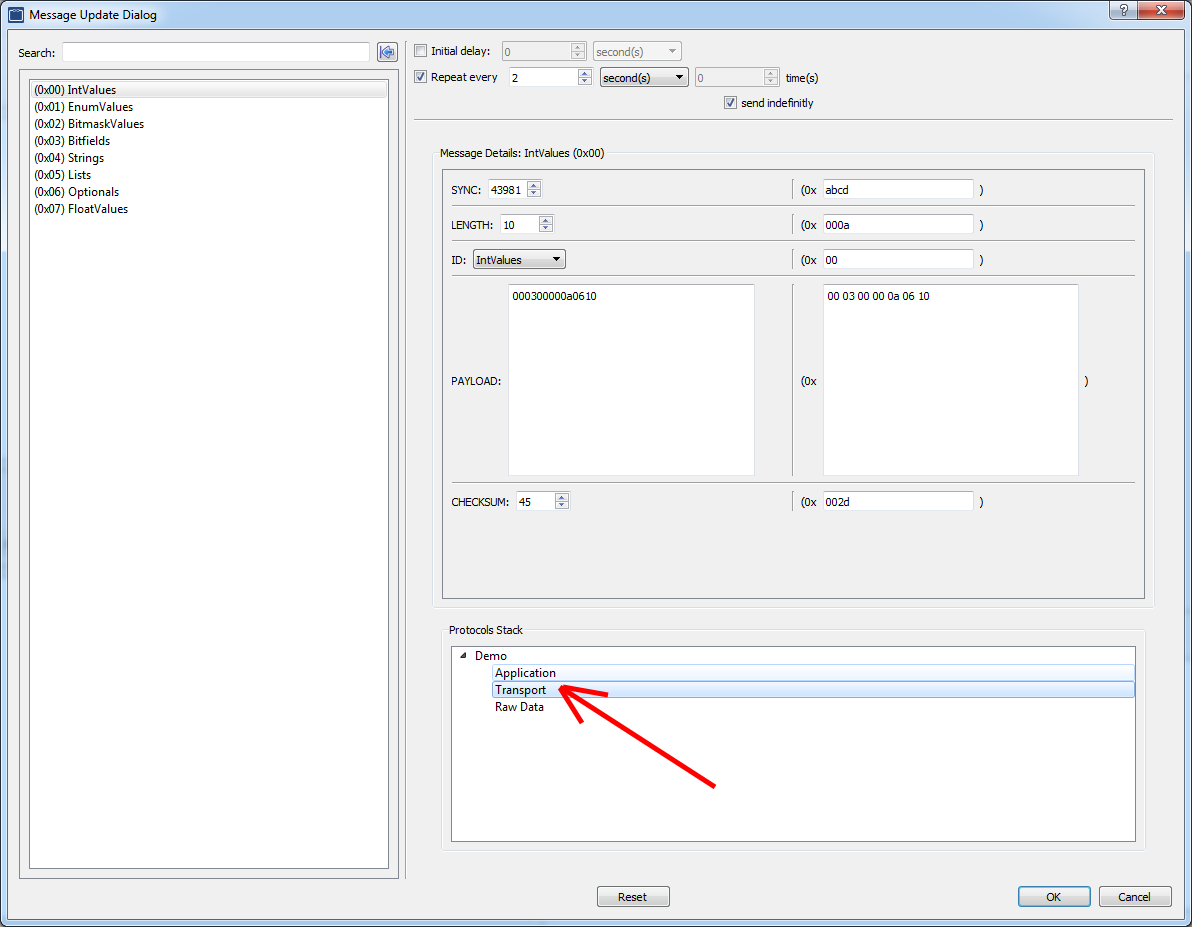 Message Update Dialog
Search:
(0x00) IntValues
(0x01) EnumValues
(0x02) BitmaskValues
(0x03) Bitfields
(0x04) Strings
(0x05) Lists
(0x06) Optionals
(0x07) FloatValues
Initial delay: 0 second(s)
Repeat every 2 second(s) 0 time(s)
send indefinitly
Message Details: IntValues (0x00)
SYNC: 43981 (0x abcd )
LENGTH: 10 (0x 000a )
ID: IntValues (0x 00 )
000300000a0610 00 03 00 00 0a 06 10
PAYLOAD: (0x )
CHECKSUM: 45 (0x 002d )
Protocols Stack
Demo
Application
Transport
Raw Data
Reset OK Cancel